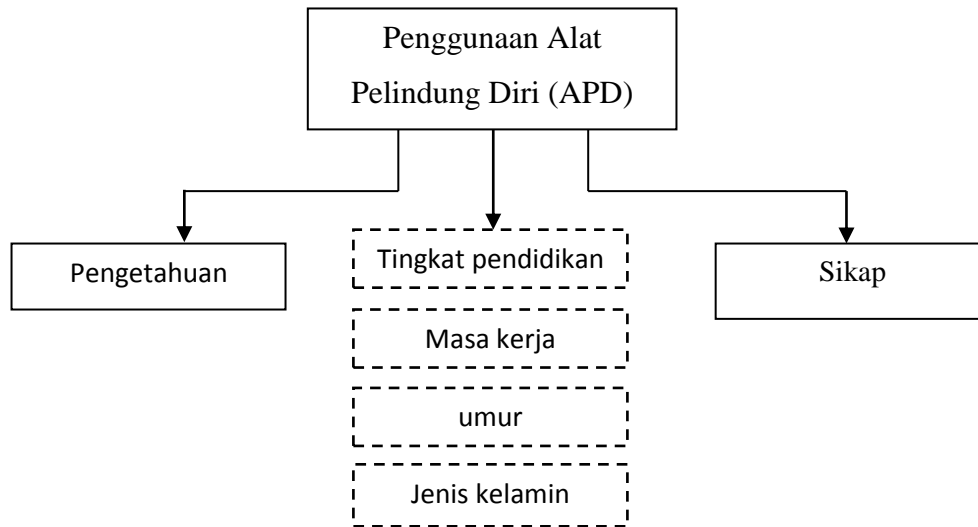 Penggunaan Alat
Pelindung Diri (APD)
Pengetahuan
Tingkat pendidikan
Sikap
Masa kerja
umur
Jenis kelamin